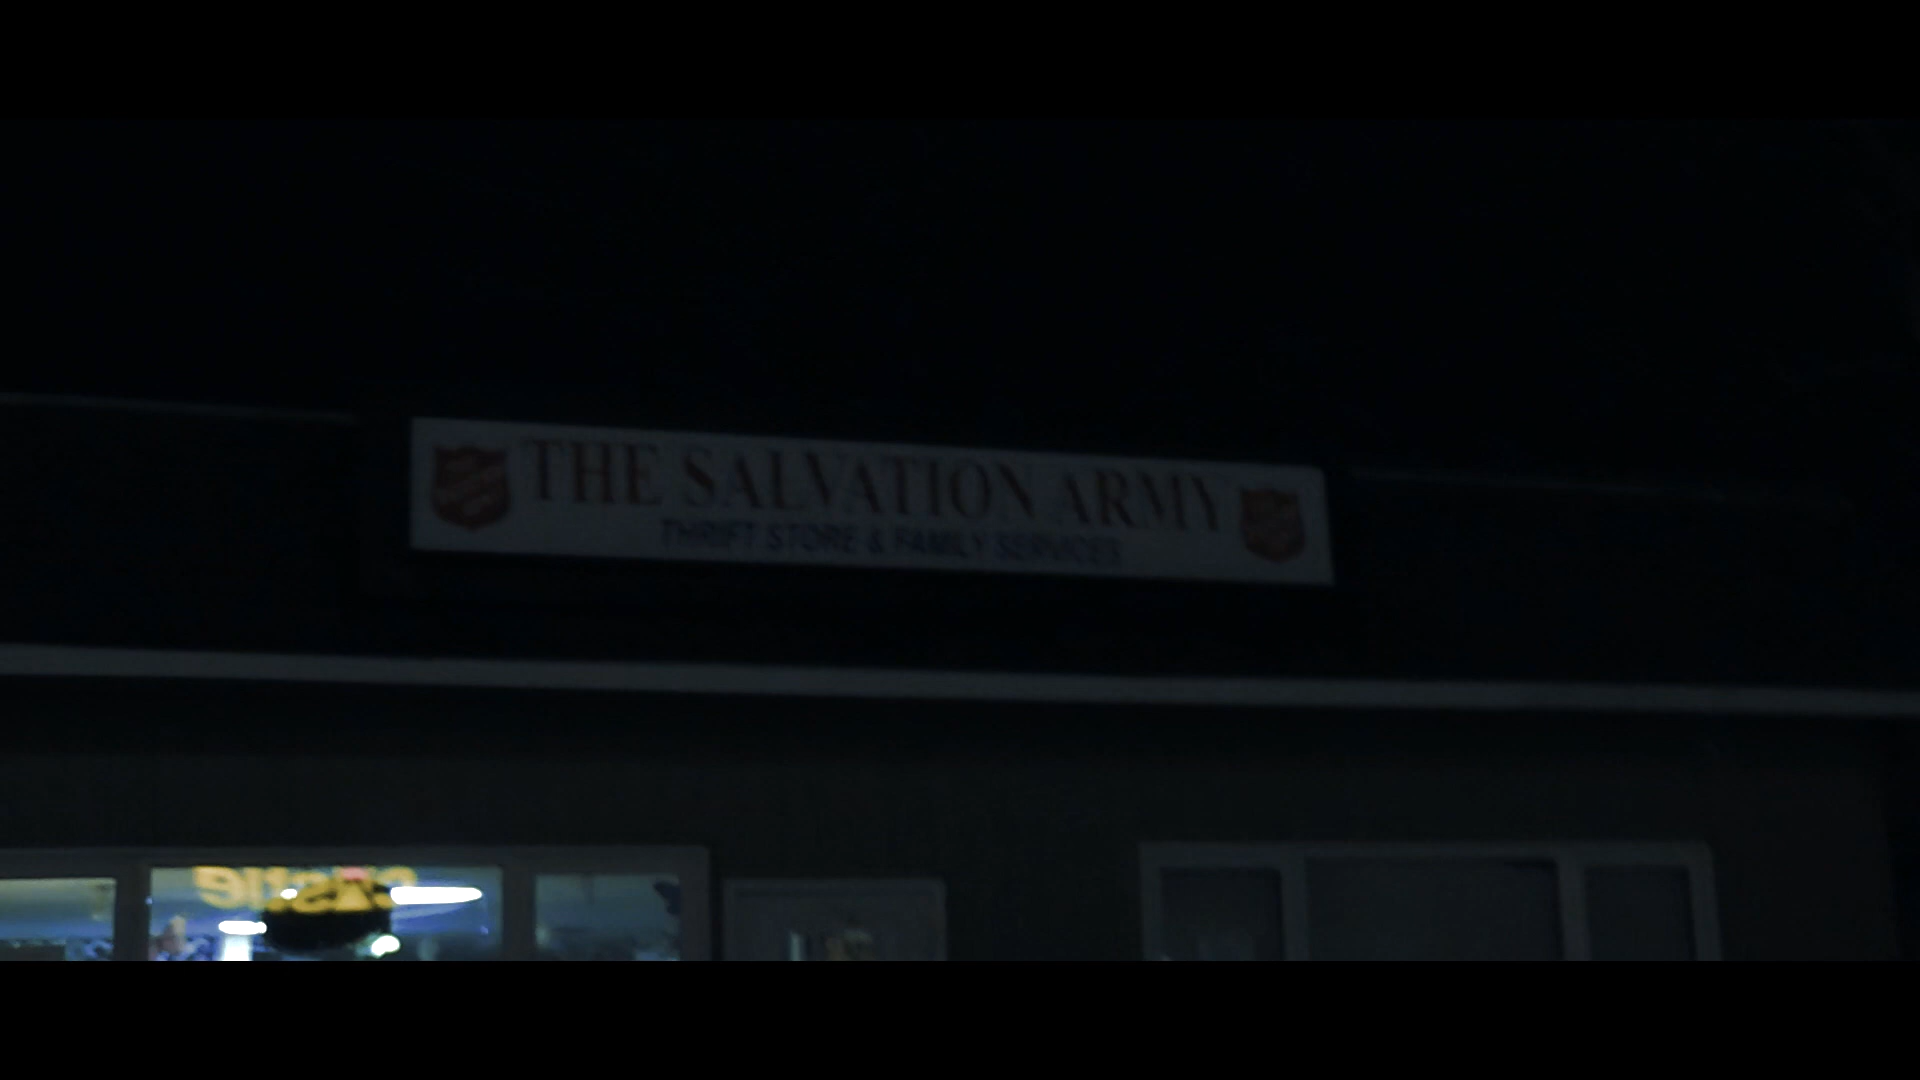 THE SALVATION ARMY
THRIFT STORE & FAMILY SERVICES